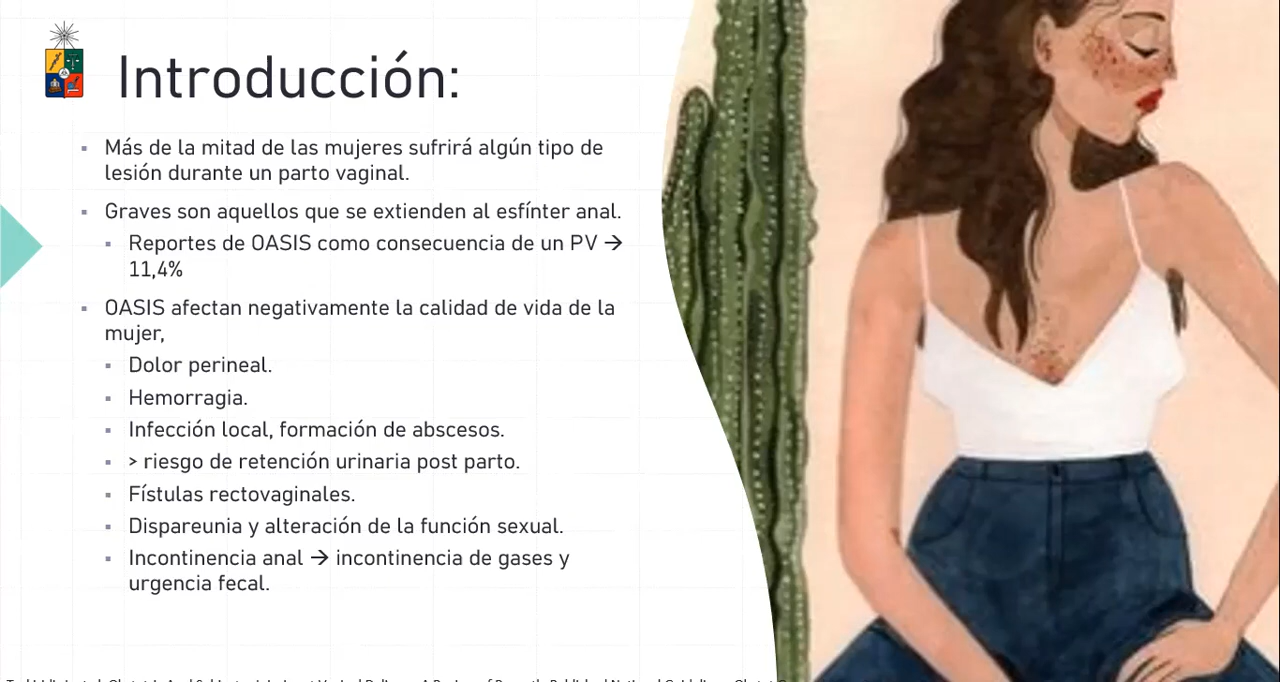 Introducción:
Más de la mitad de las mujeres sufrirá algún tipo de
lesión durante un parto vaginal.
Graves son aquellos que se extienden al esfínter anal.
Reportes de OASIS como consecuencia de un PV →
11,4%
OASIS afectan negativamente la calidad de vida de la
mujer,
Dolor perineal.
Hemorragia.
Infección local, formación de abscesos.
> riesgo de retención urinaria post parto.
Fístulas rectovaginales.
Dispareunia y alteración de la función sexual.
Incontinencia anal → incontinencia de gases y
urgencia fecal.